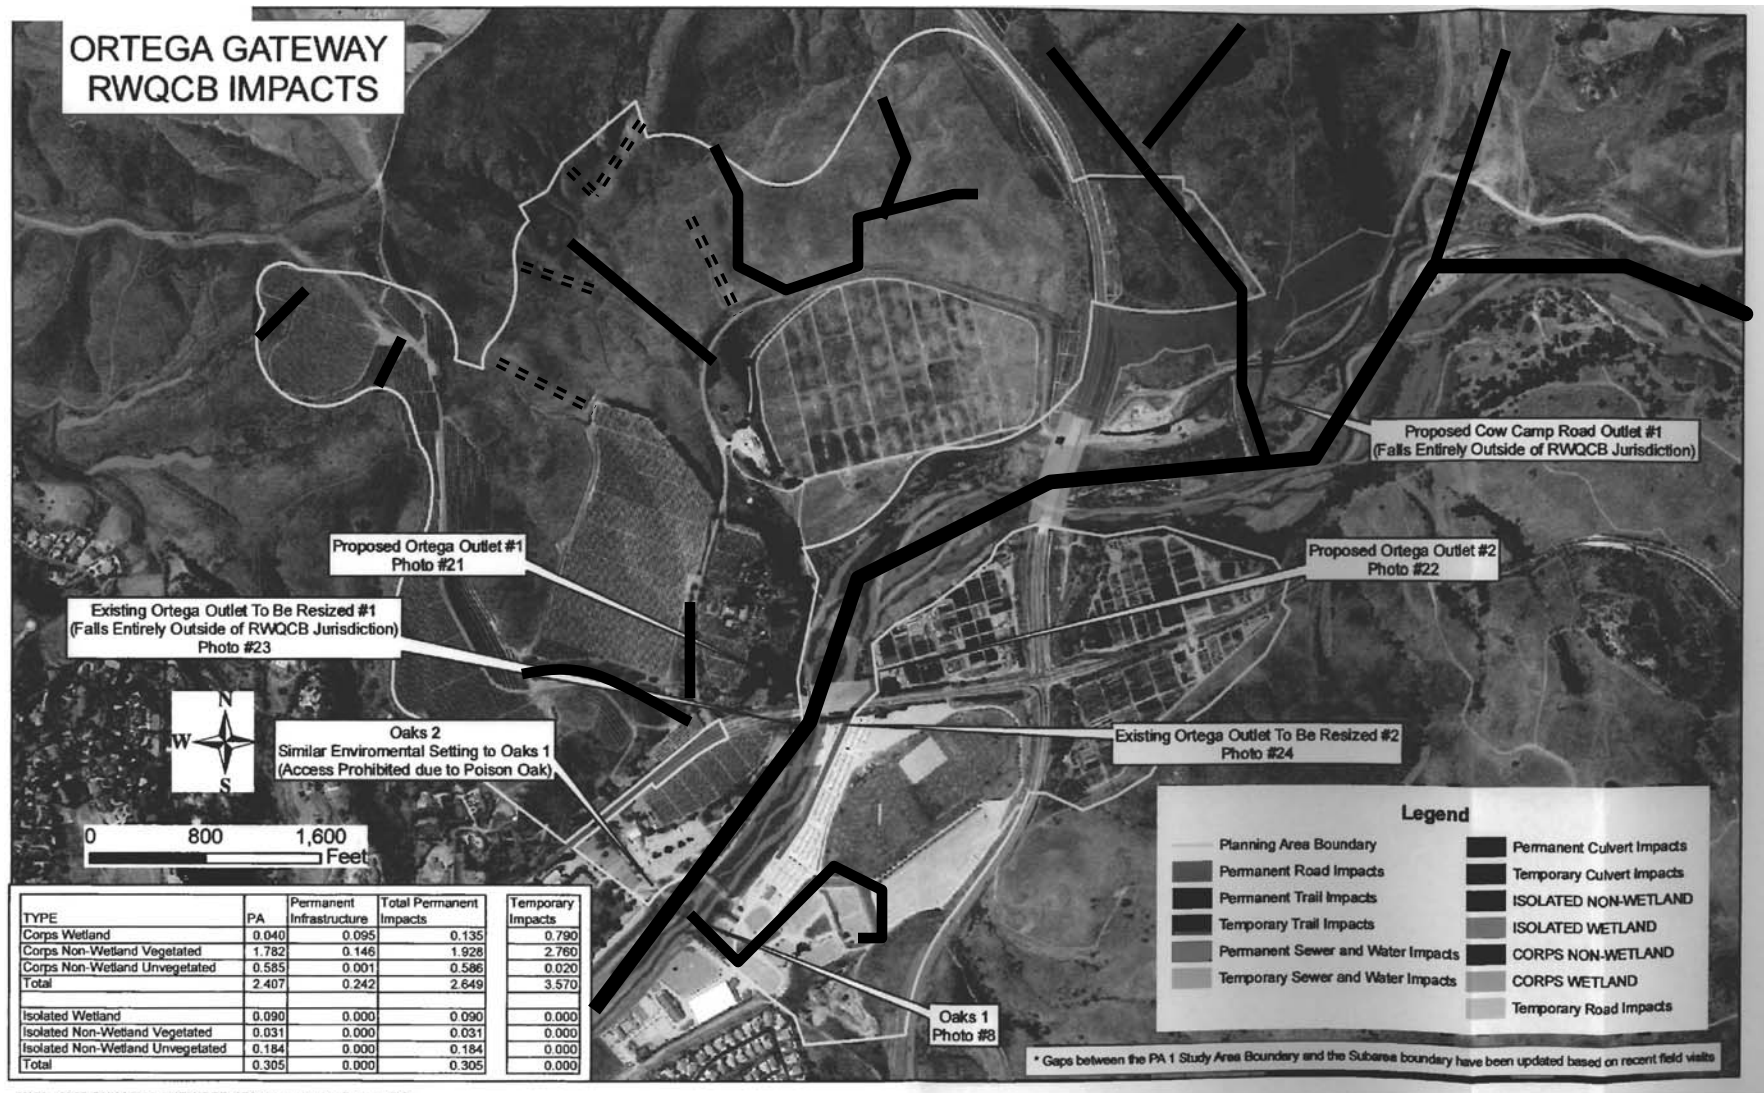 ORTEGA GATEWAY
RWQCB IMPACTS
Proposed Cow Camp Road Outlet #1
(Falls Entirely Outside of RWQCB Jurisdiction)
Proposed Ortega Outlet #1
Photo #21
Proposed Ortega Outlet #2
Photo #22
Existing Ortega Outlet To Be Resized #1
(Falls Entirely Outside of RWQCB Jurisdiction)
Photo #23
N
W E
S
Oaks 2
Similar Enviromental Setting to Oaks 1
(Access Prohibited due to Poison Oak)
Existing Ortega Outlet To Be Resized #2
Photo #24
0 800 1,600
Feet
Legend
Planning Area Boundary
Permanent Road Impacts
Permanent Trail Impacts
Temporary Trail Impacts
Permanent Sewer and Water Impacts
Temporary Sewer and Water Impacts
Permanent Culvert Impacts
Temporary Culvert Impacts
ISOLATED NON-WETLAND
ISOLATED WETLAND
CORPS NON-WETLAND
CORPS WETLAND
Temporary Road Impacts
TYPE PA Permanent Infrastructure Total Permanent Impacts Temporary Impacts
Corps Wetland 0.040 0.095 0.135 0.790
Corps Non-Wetland Vegetated 1.782 0.146 1.928 2.760
Corps Non-Wetland Unvegetated 0.585 0.001 0.586 0.020
Total 2.407 0.242 2.649 3.570
Isolated Wetland 0.090 0.000 0.090 0.000
Isolated Non-Wetland Vegetated 0.031 0.000 0.031 0.000
Isolated Non-Wetland Unvegetated 0.184 0.000 0.184 0.000
Total 0.305 0.000 0.305 0.000
Oaks 1
Photo #8
* Gaps between the PA 1 Study Area Boundary and the Subarea boundary have been updated based on recent field visits